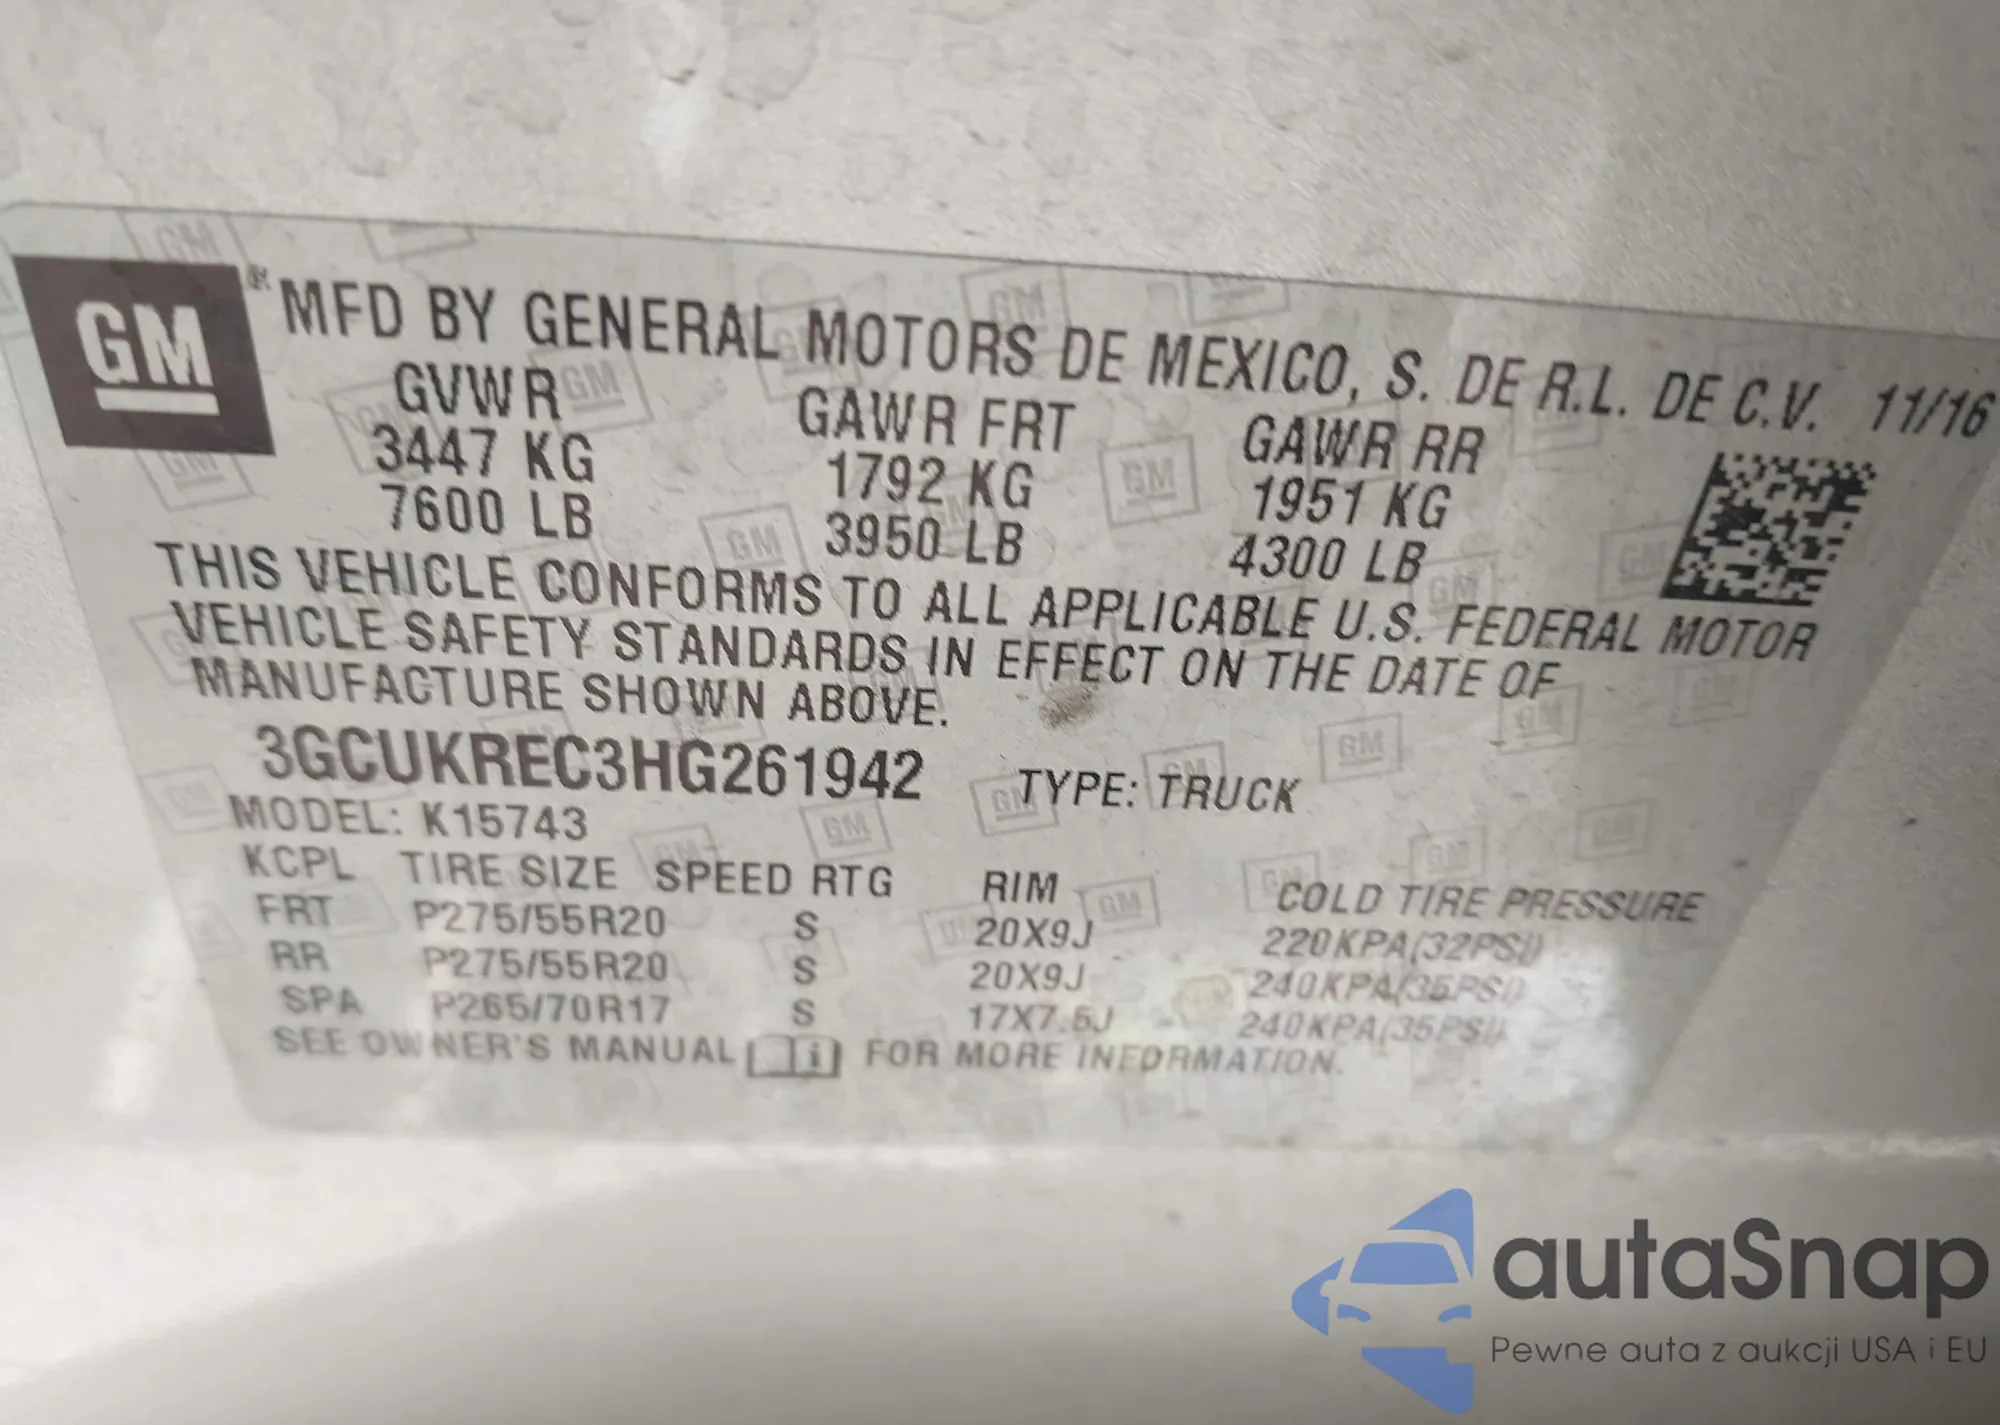 GM
MFD BY GENERAL MOTORS DE MEXICO, S. DE R.L. DE C.V. 11/16
GVWR GAWR FRT GAWR RR
3447 KG 1792 KG 1951 KG
7600 LB 3950 LB 4300 LB
THIS VEHICLE CONFORMS TO ALL APPLICABLE U.S. FEDERAL MOTOR
VEHICLE SAFETY STANDARDS IN EFFECT ON THE DATE OF
MANUFACTURE SHOWN ABOVE.
3GCUKREC3HG261942 TYPE: TRUCK
MODEL: K15743
KCPL TIRE SIZE SPEED RTG RIM COLD TIRE PRESSURE
FRT P275/55R20 S 20X9J 220KPA(32PSI)
RR P275/55R20 S 20X9J 240KPA(35PSI)
SPA P265/70R17 S 17X7.5J 240KPA(35PSI)
SEE OWNER'S MANUAL FOR MORE INFORMATION.
autaSnap
Pewne auta z aukcji USA i EU